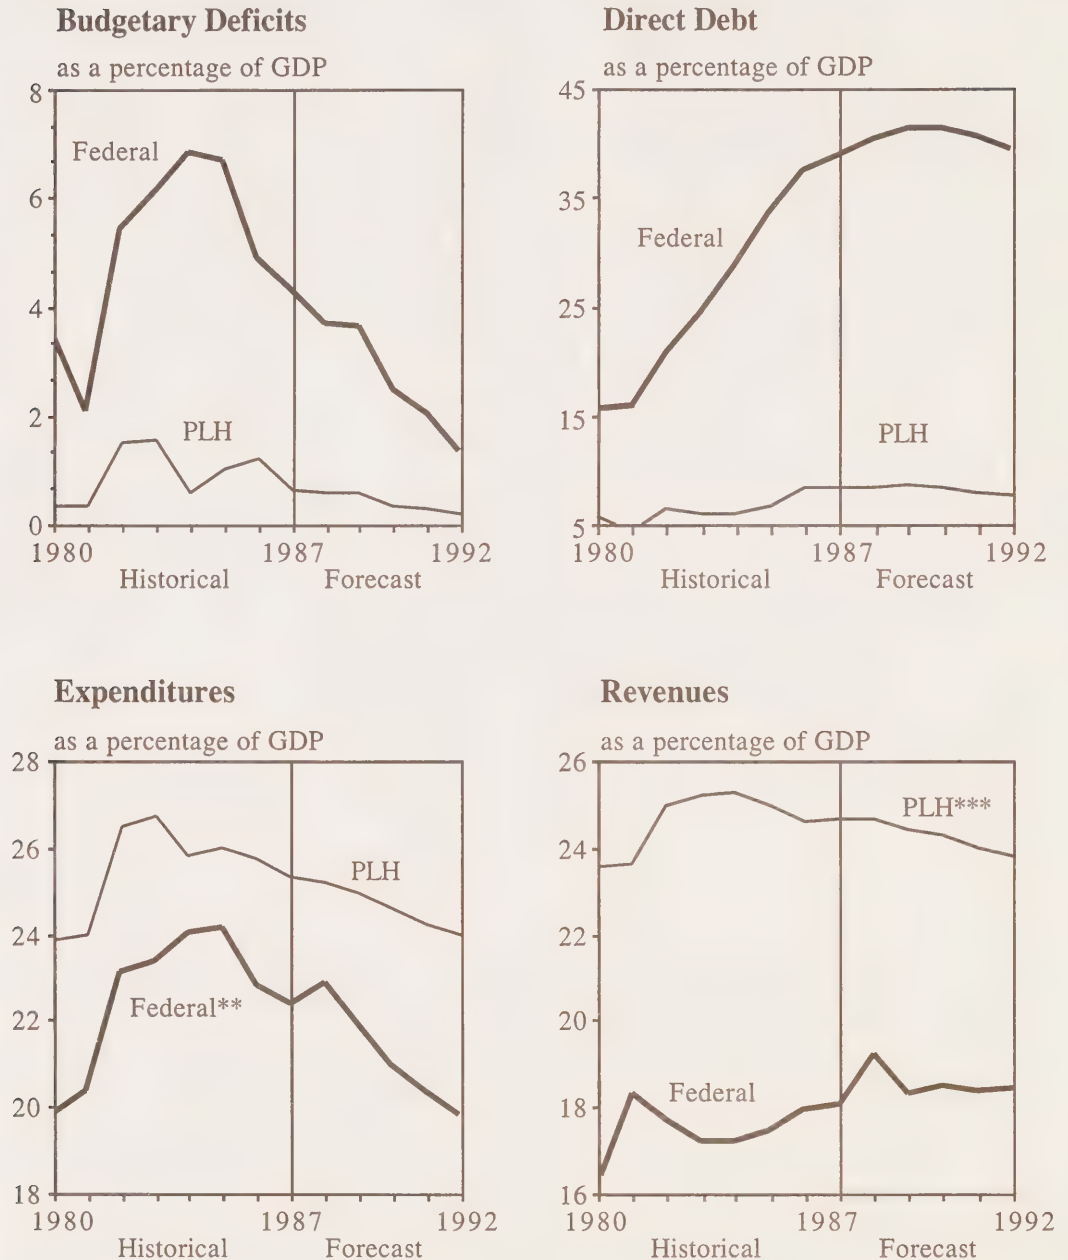 Budgetary Deficits
as a percentage of GDP
8
6
4
2
0
Federal
PLH
1980 1987 1992
Historical Forecast
Direct Debt
as a percentage of GDP
45
35
25
15
5
Federal
PLH
1980 1987 1992
Historical Forecast
Expenditures
as a percentage of GDP
28
26
24
22
20
18
PLH
Federal**
1980 1987 1992
Historical Forecast
Revenues
as a percentage of GDP
26
24
22
20
18
16
PLH***
Federal
1980 1987 1992
Historical Forecast